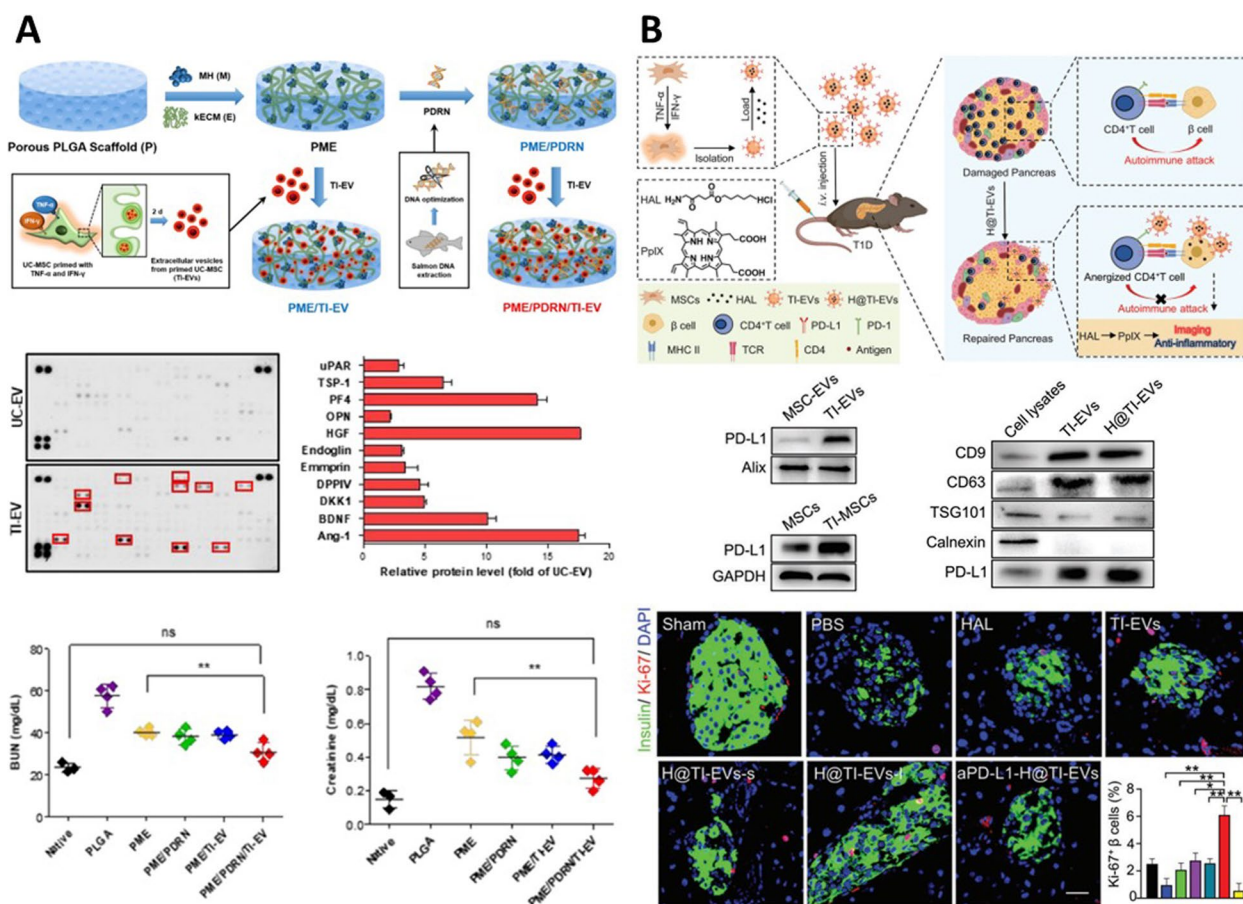 A
MH (M)
kECM (E)
Porous PLGA Scaffold (P)
PME
PDRN
PME/PDRN
TI-EV
TI-EV
DNA optimization
Salmon DNA
extraction
TNF-α
IFN-γ
2 d
UC-MSC primed with
TNF-α and IFN-γ
Extracellular vesicles
from primed UC-MSC
(TI-EVs)
PME/TI-EV
PME/PDRN/TI-EV
UC-EV
TI-EV
uPAR
TSP-1
PF4
OPN
HGF
Endoglin
Emmprin
DPPIV
DKK1
BDNF
Ang-1
0 5 10 15 20
Relative protein level (fold of UC-EV)
ns
**
BUN (mg/dL)
80
60
40
20
0
Native
PLGA
PME
PME/PDRN
PME/TI-EV
PME/PDRN/TI-EV
ns
**
Creatinine (mg/dL)
1.0
0.8
0.6
0.4
0.2
0.0
Native
PLGA
PME
PME/PDRN
PME/TI-EV
PME/PDRN/TI-EV
B
TNF-α
IFN-γ
Isolation
Load
I.v. injection
HAL
H₂N
O
O
O
HCl
PpIX
NH N
N HN
COOH
COOH
T1D
MSCs HAL TI-EVs H@TI-EVs
β cell CD4⁺T cell PD-L1 PD-1
MHC II TCR CD4 Antigen
Damaged Pancreas
H@TI-EVs
Repaired Pancreas
CD4⁺T cell β cell
Autoimmune attack
Anergized CD4⁺T cell
Autoimmune attack
HAL PpIX Imaging
Anti-inflammatory
MSC-EVs
TI-EVs
PD-L1
Alix
MSCs
TI-MSCs
PD-L1
GAPDH
Cell lysates
TI-EVs
H@TI-EVs
CD9
CD63
TSG101
Calnexin
PD-L1
Insulin/ Ki-67/ DAPI
Sham
PBS
HAL
TI-EVs
H@TI-EVs-s
aPD-L1-H@TI-EVs
Ki-67⁺ β cells (%)
8
6
4
2
0
**
**
*
**
**